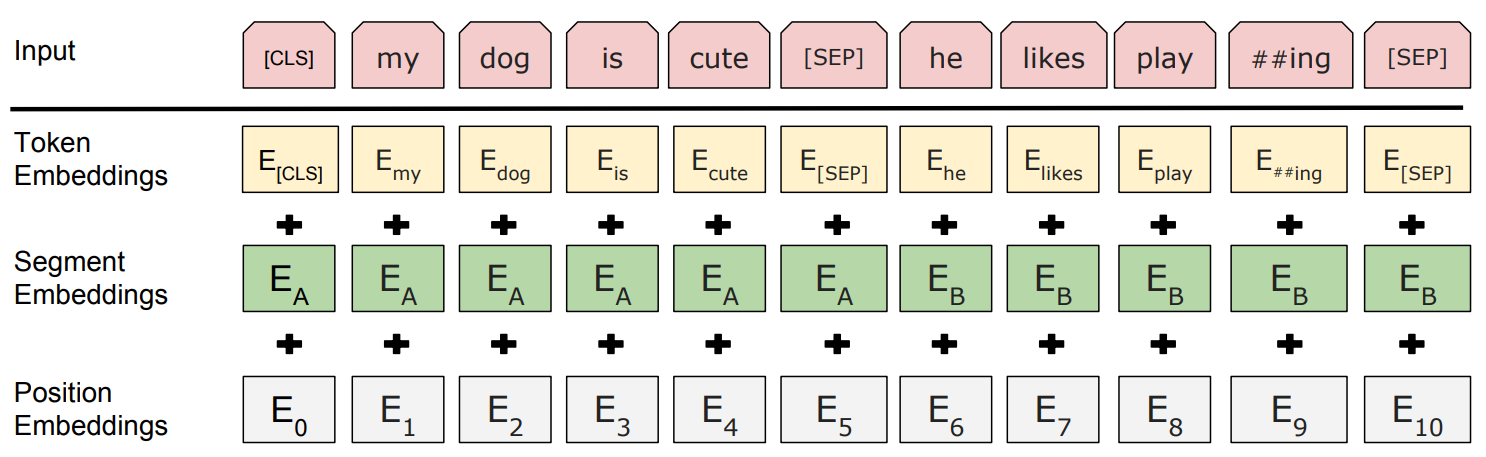 Input [CLS] my dog is cute [SEP] he likes play ##ing [SEP]
Token
Embeddings E[CLS] Emy Edog Eis Ecute E[SEP] Ehe Elikes Eplay E##ing E[SEP]
+ + + + + + + + + + +
Segment
Embeddings EA EA EA EA EA EA EB EB EB EB EB
+ + + + + + + + + + +
Position
Embeddings E0 E1 E2 E3 E4 E5 E6 E7 E8 E9 E10